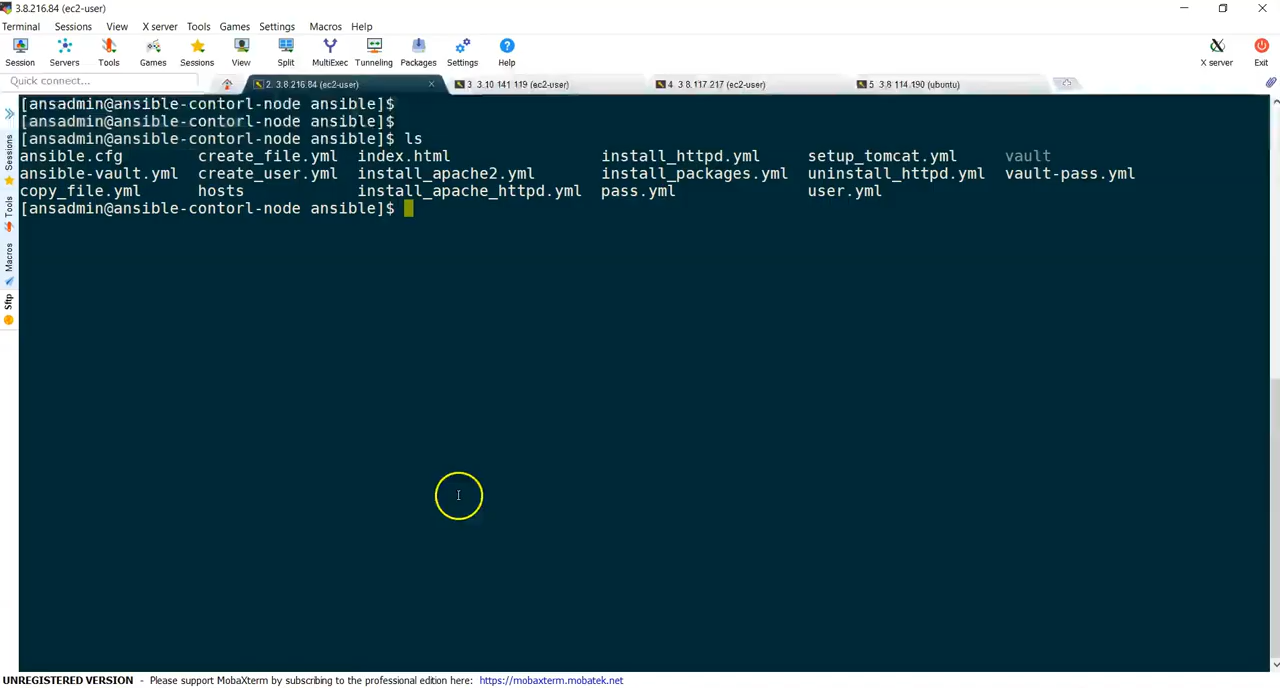 3.8.216.84 (ec2-user)
Terminal Sessions View X server Tools Games Settings Macros Help
Session Servers Tools Games Sessions View Split MultiExec Tunneling Packages Settings Help X server Exit
Quick connect... 2. 3.8.216.84 (ec2-user) 3 3.10.141.119 (ec2-user) 4 3.8.117.217 (ec2-user) 5 3.8.114.190 (ubuntu)
[ansadmin@ansible-contorl-node ansible]$
[ansadmin@ansible-contorl-node ansible]$
[ansadmin@ansible-contorl-node ansible]$ ls
ansible.cfg create_file.yml index.html install_httpd.yml setup_tomcat.yml vault
ansible-vault.yml create_user.yml install_apache2.yml install_packages.yml uninstall_httpd.yml vault-pass.yml
copy_file.yml hosts install_apache_httpd.yml pass.yml user.yml
[ansadmin@ansible-contorl-node ansible]$
Sessions
Tools
Macros
Sftp
UNREGISTERED VERSION - Please support MobaXterm by subscribing to the professional edition here: https://mobaxterm.mobatek.net